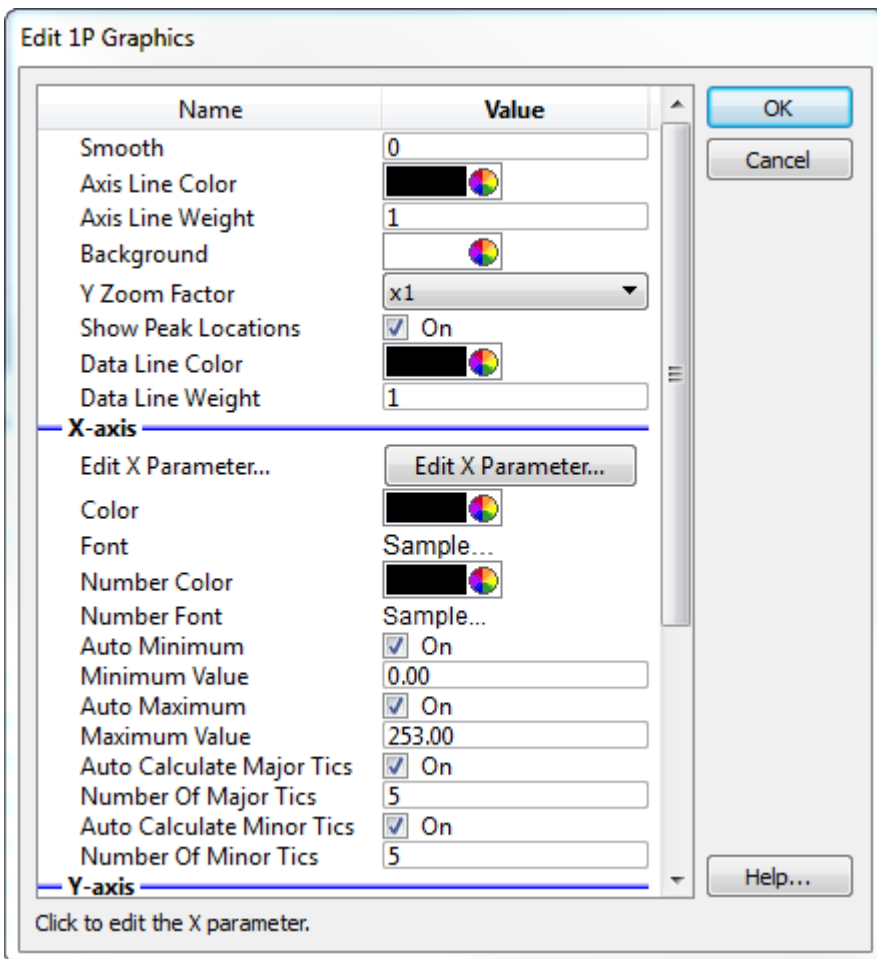 Edit 1P Graphics
Name Value
OK
Smooth 0
Cancel
Axis Line Color
Axis Line Weight 1
Background
Y Zoom Factor x1
Show Peak Locations On
Data Line Color
Data Line Weight 1
X-axis
Edit X Parameter... Edit X Parameter...
Color
Font Sample...
Number Color
Number Font Sample...
Auto Minimum On
Minimum Value 0.00
Auto Maximum On
Maximum Value 253.00
Auto Calculate Major Tics On
Number Of Major Tics 5
Auto Calculate Minor Tics On
Number Of Minor Tics 5
Help...
Y-axis
Click to edit the X parameter.